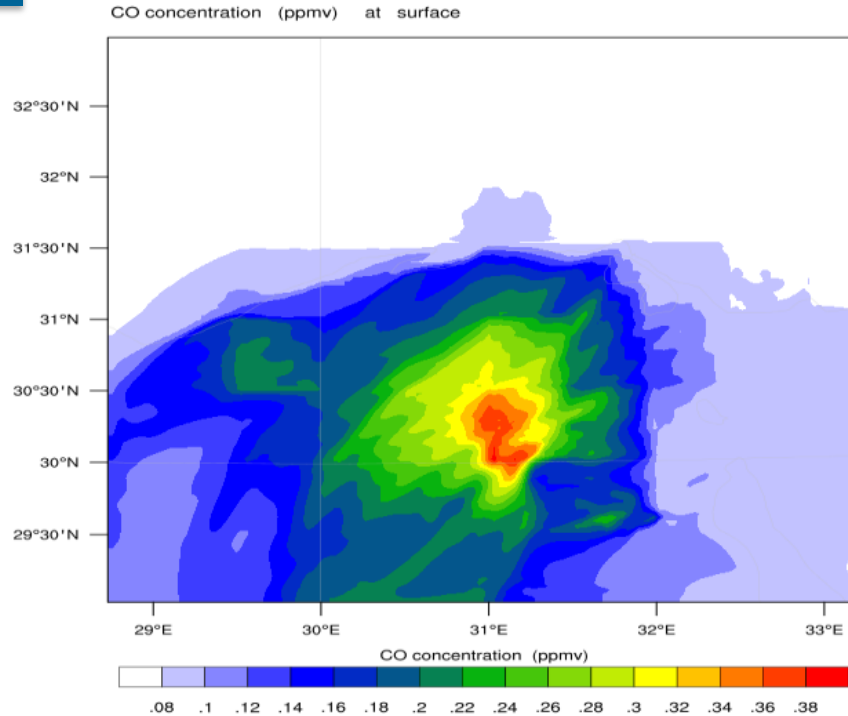 CO concentration (ppmv) at surface
32°30'N
32°N
31°30'N
31°N
30°30'N
30°N
29°30'N
29°E 30°E 31°E 32°E 33°E
CO concentration (ppmv)
.08 .1 .12 .14 .16 .18 .2 .22 .24 .26 .28 .3 .32 .34 .36 .38